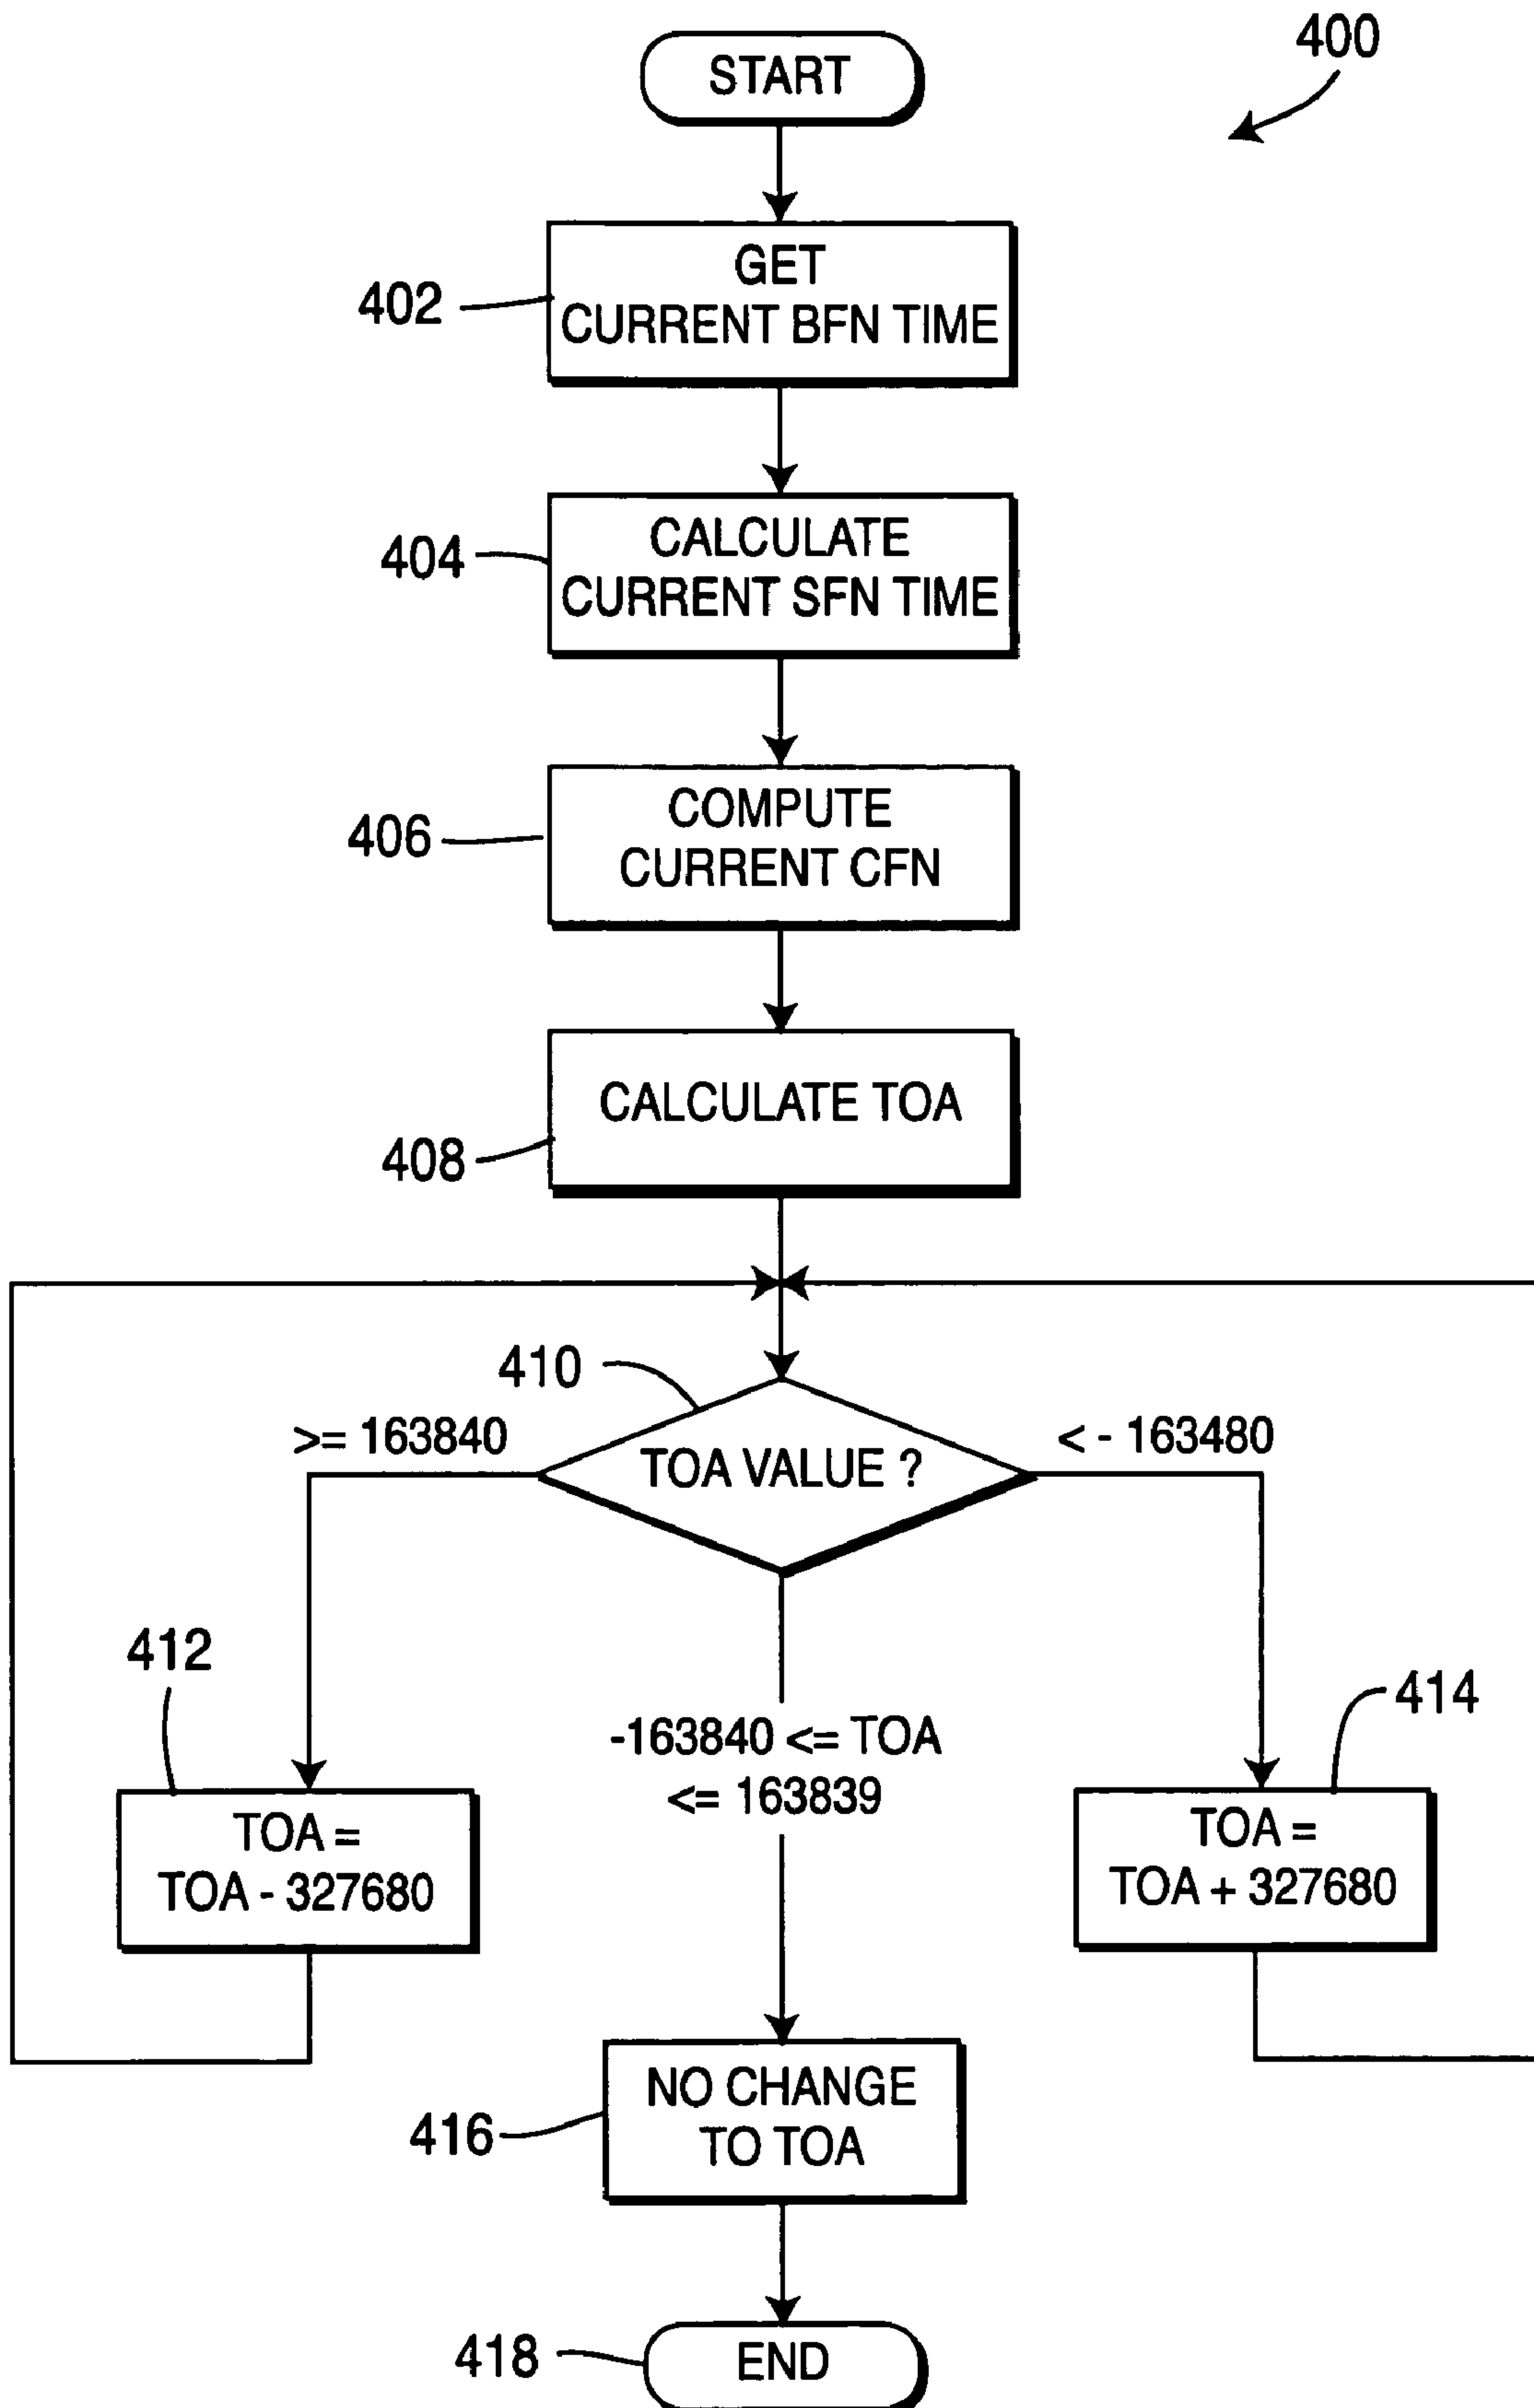 400
START
402
GET
CURRENT BFN TIME
404
CALCULATE
CURRENT SFN TIME
406
COMPUTE
CURRENT CFN
CALCULATE TOA
408
410
>= 163840
< - 163480
TOA VALUE ?
412
414
-163840 <= TOA
<= 163839
TOA =
TOA - 327680
TOA =
TOA + 327680
NO CHANGE
TO TOA
416
418
END